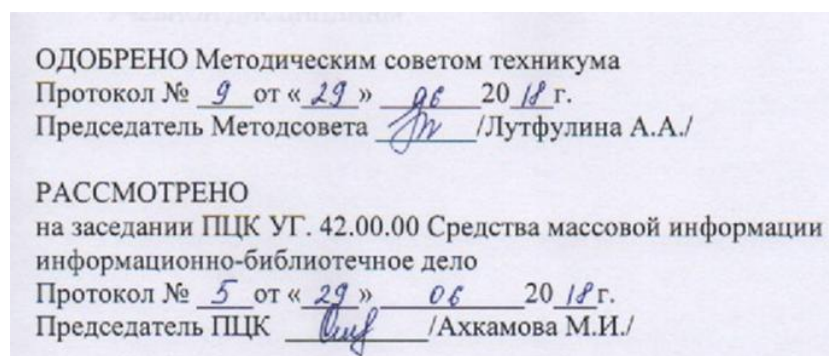 ОДОБРЕНО Методическим советом техникума
Протокол № 9 от « 29 » 06 20 18 г.
Председатель Методсовета /Лутфулина А.А./
РАССМОТРЕНО
на заседании ПЦК УГ. 42.00.00 Средства массовой информации
информационно-библиотечное дело
Протокол № 5 от « 29 » 06 20 18 г.
Председатель ПЦК /Ахкамова М.И./